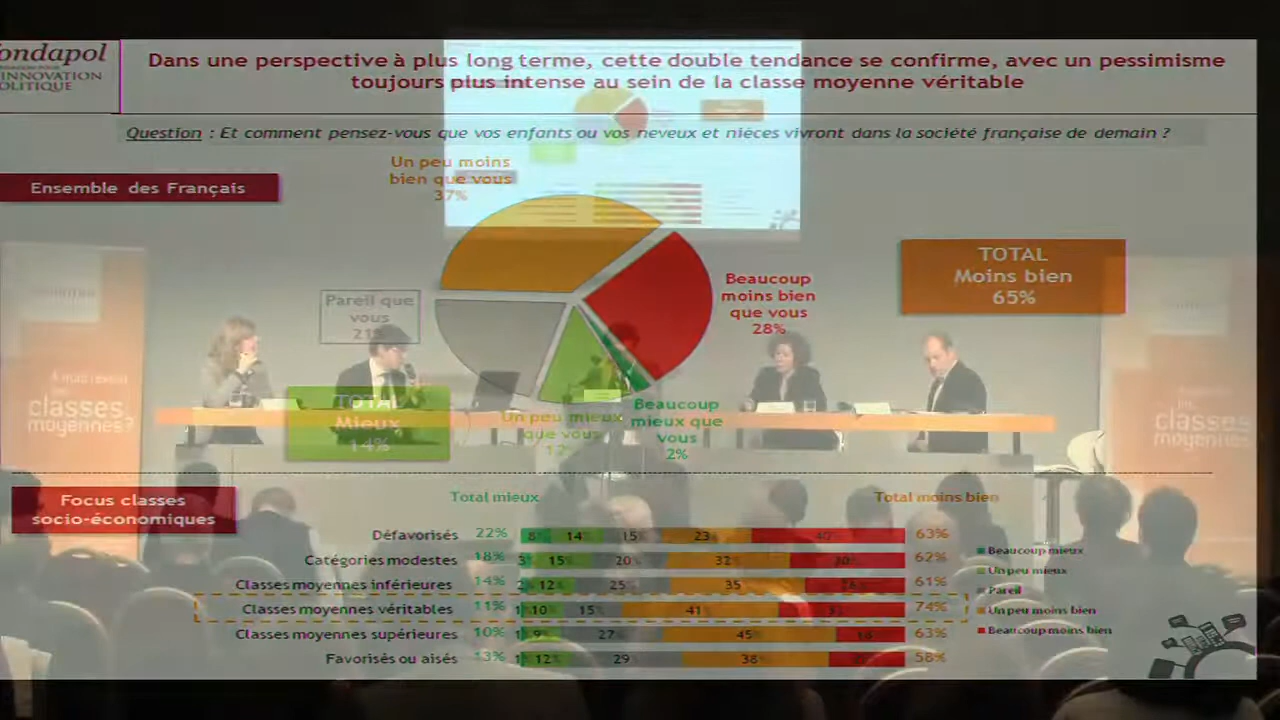 ondapol
INNOVATION
OLITIQUE
Dans une perspective à plus long terme, cette double tendance se confirme, avec un pessimisme
toujours plus intense au sein de la classe moyenne véritable
Question : Et comment pensez-vous que vos enfants ou vos neveux et nièces vivront dans la société française de demain ?
Ensemble des Français
Un peu moins
bien que vous
37%
TOTAL
Moins bien
65%
Beaucoup
moins bien
que vous
28%
Pareil que
vous
21%
TOTAL
Mieux
14%
Un peu mieux
que vous
12%
Beaucoup
mieux que
vous
2%
classes
moyennes?
classes
moyennes
Focus classes
socio-économiques
Total mieux
Total moins bien
Défavorisés 22% 8% 14 15% 23 40 63%
Catégories modestes 18% 3% 15% 20% 32% 30% 62%
Classes moyennes inférieures 14% 2% 12% 25% 35 61%
Classes moyennes véritables 11% 1% 10% 15% 41% 74%
Classes moyennes supérieures 10% 1% 9% 27% 45% 18 63%
Favorisés ou aisés 13% 1% 12% 29 38% 58%
Beaucoup mieux
Un peu mieux
Pareil
Un peu moins bien
Beaucoup moins bien